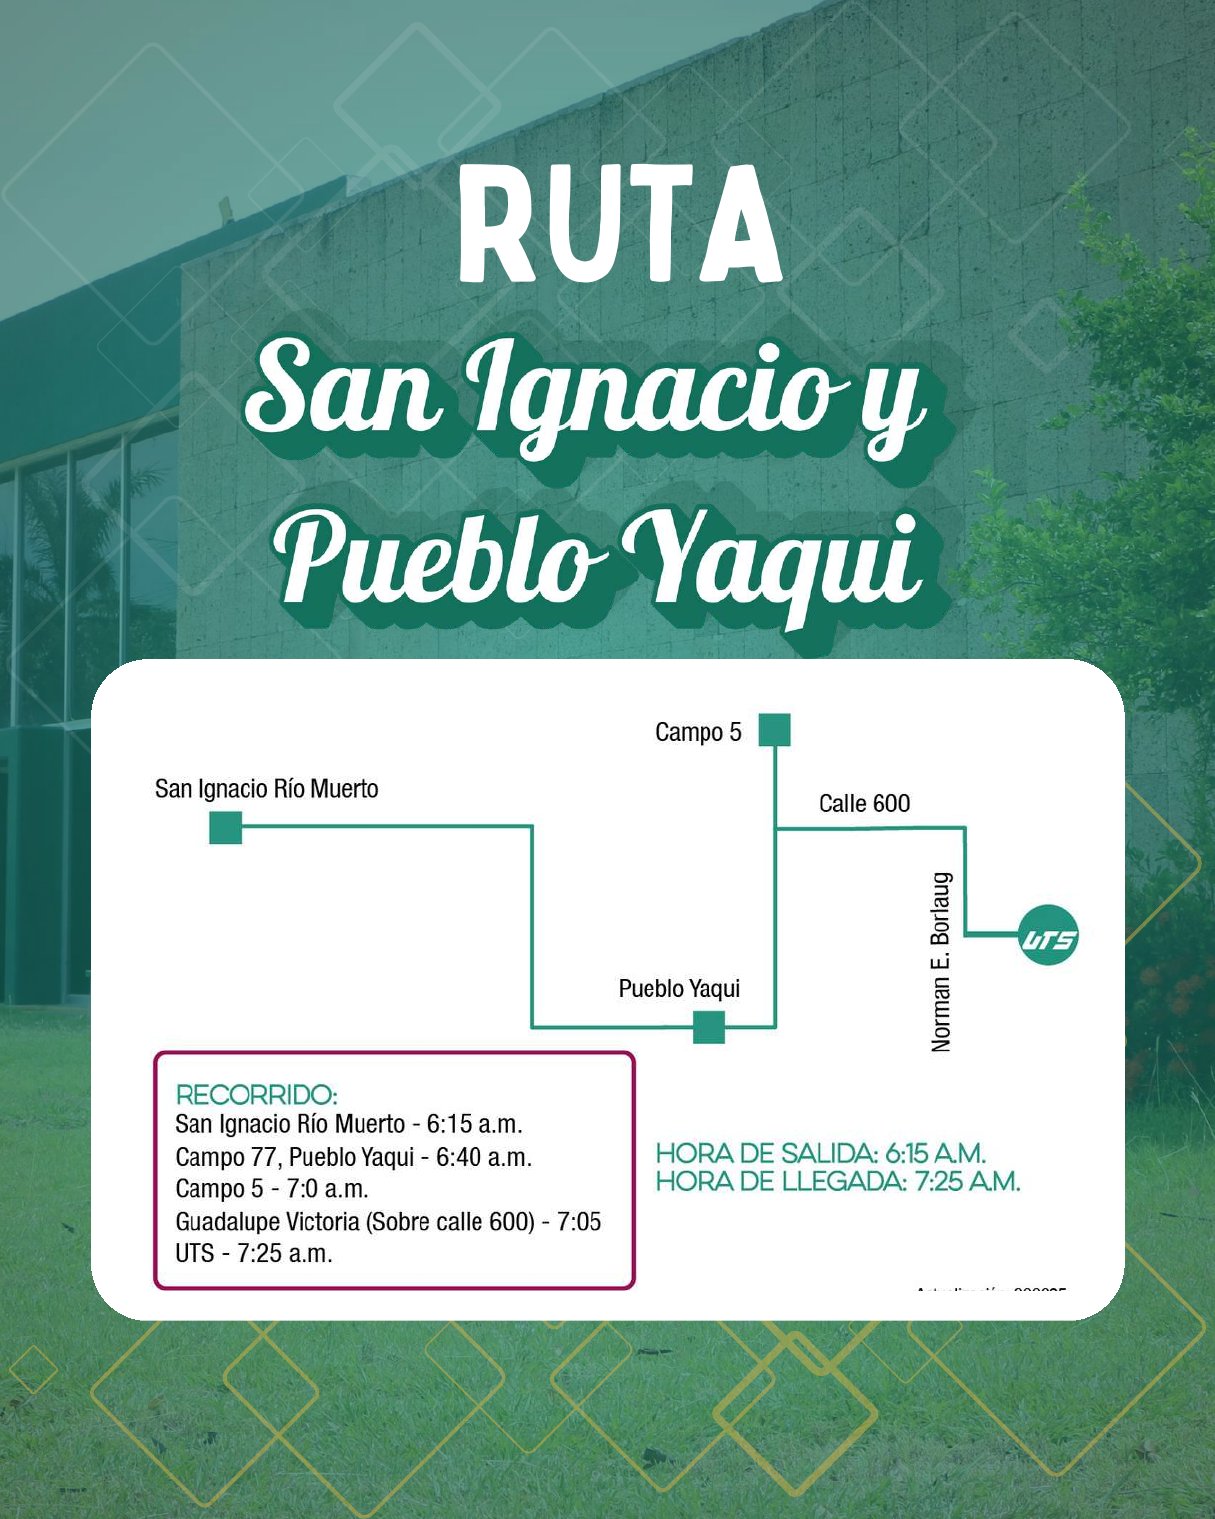 RUTA
San Ignacio y
Pueblo Yaqui
Campo 5
San Ignacio Río Muerto
Calle 600
Norman E. Borlaug
UTS
Pueblo Yaqui
RECORRIDO:
San Ignacio Río Muerto - 6:15 a.m.
Campo 77, Pueblo Yaqui - 6:40 a.m.
Campo 5 - 7:0 a.m.
Guadalupe Victoria (Sobre calle 600) - 7:05
UTS - 7:25 a.m.
HORA DE SALIDA: 6:15 A.M.
HORA DE LLEGADA: 7:25 A.M.